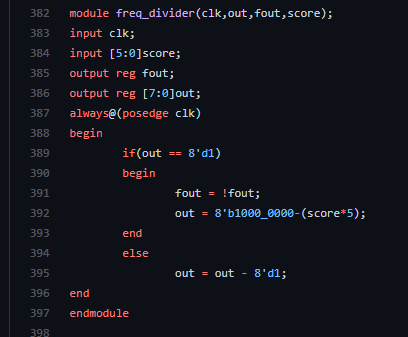 382 module freq_divider(clk,out,fout,score);
383 input clk;
384 input [5:0]score;
385 output reg fout;
386 output reg [7:0]out;
387 always@(posedge clk)
388 begin
389 if(out == 8'd1)
390 begin
391 fout = !fout;
392 out = 8'b1000_0000-(score*5);
393 end
394 else
395 out = out - 8'd1;
396 end
397 endmodule
398